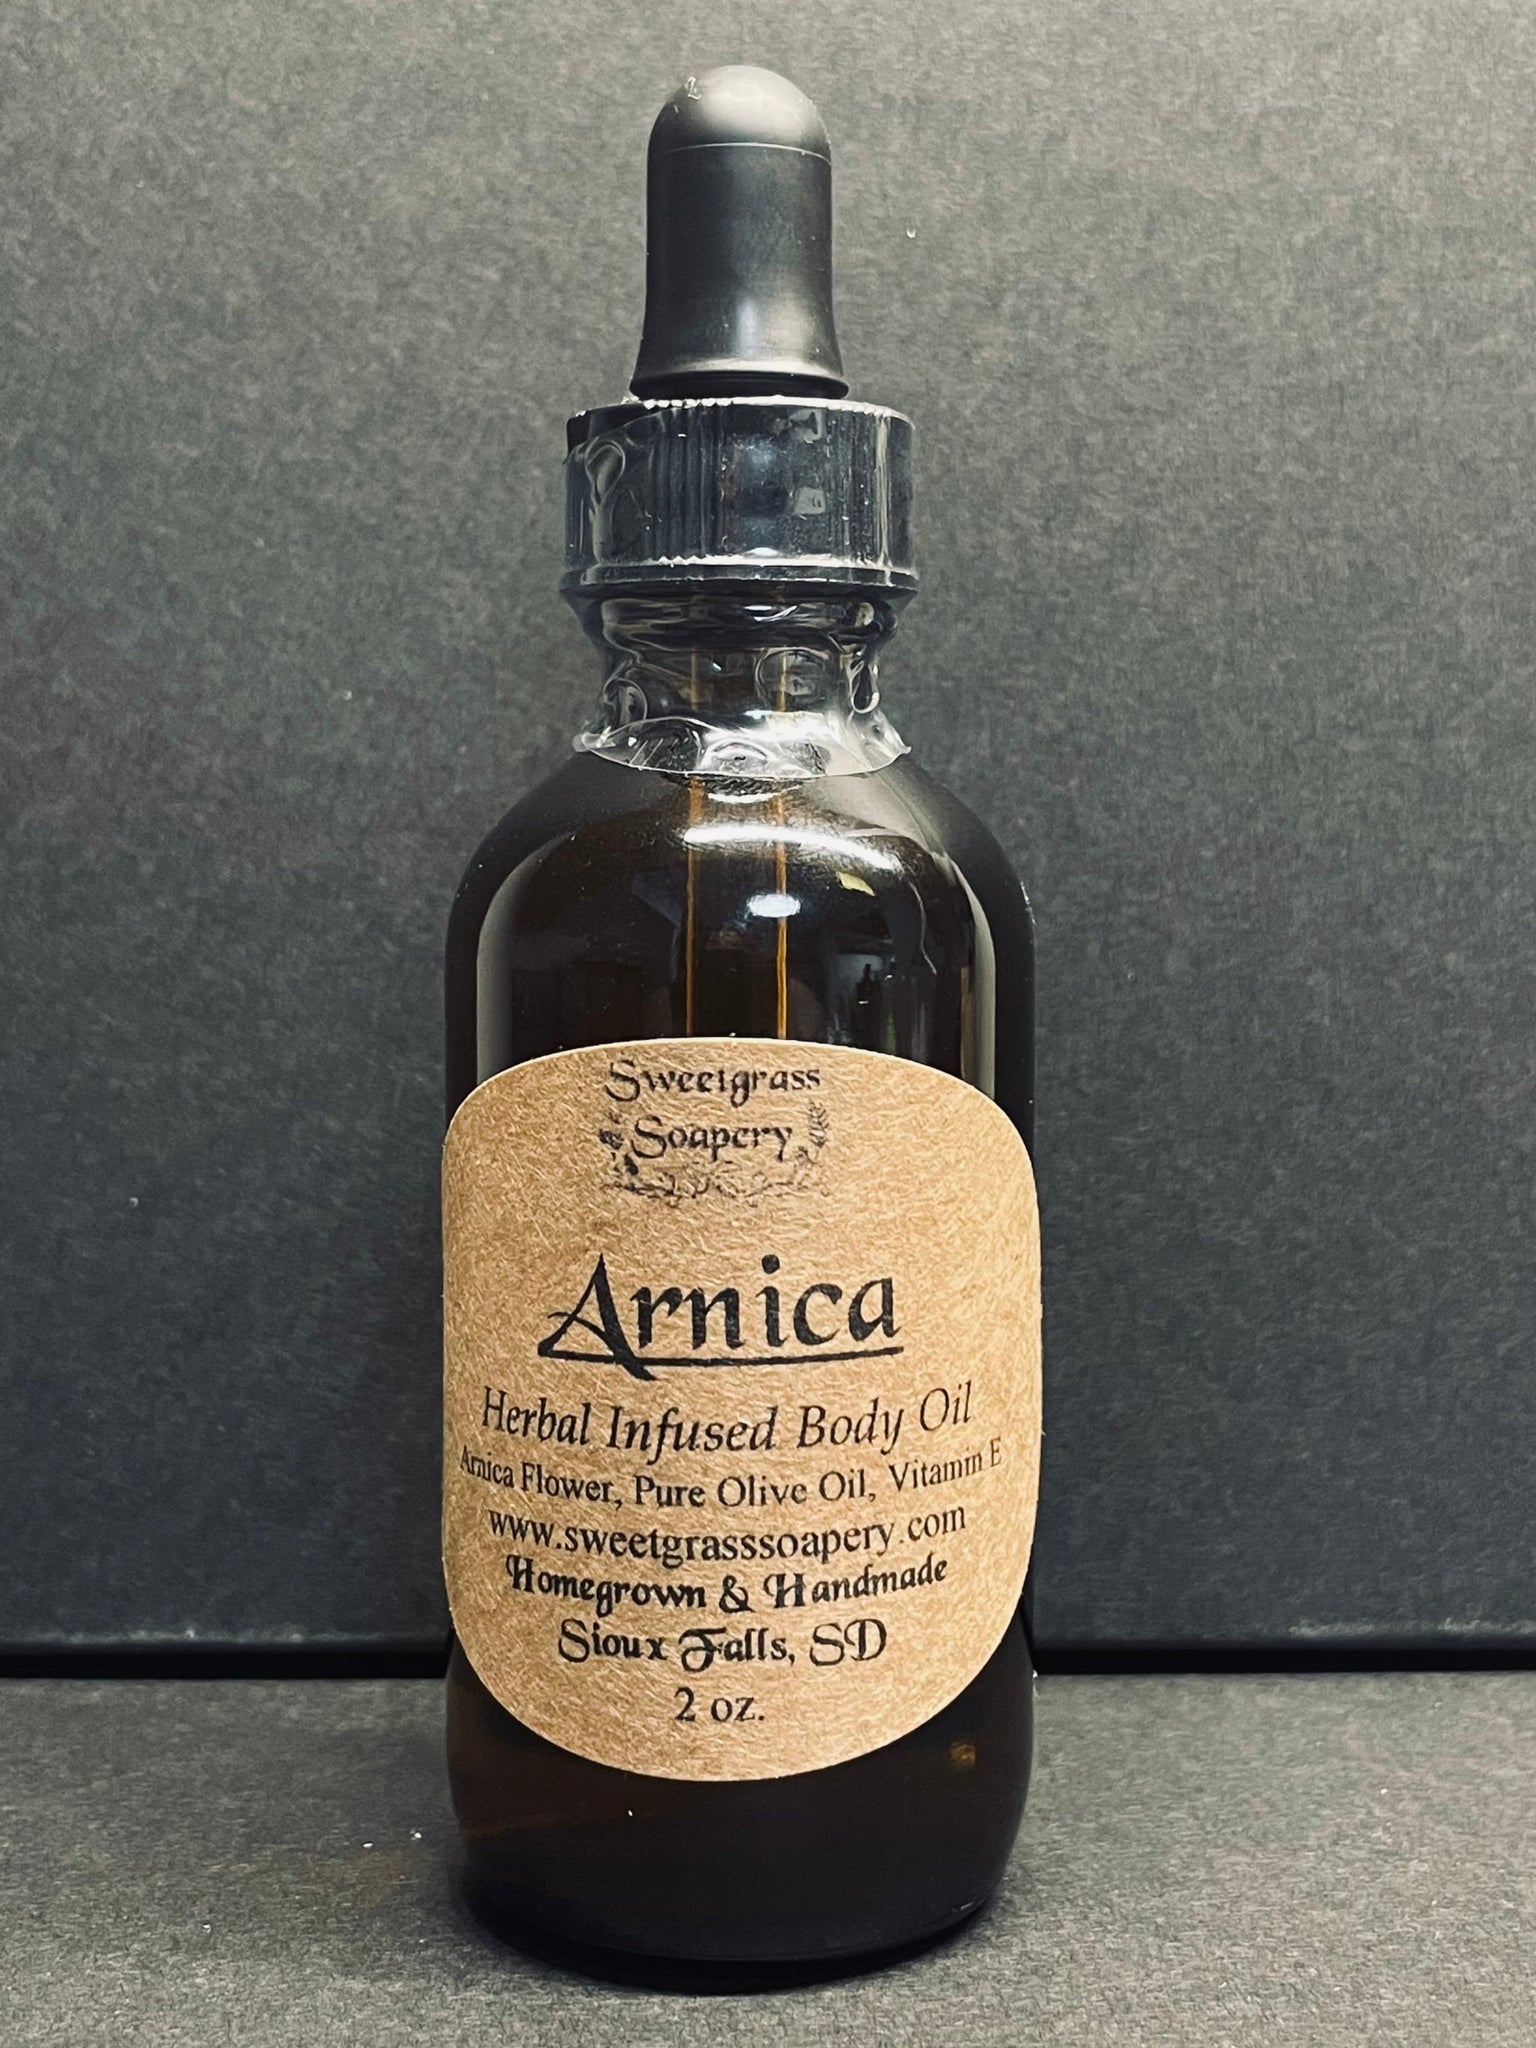 Sweetgrass
Soapery
Arnica
Herbal Infused Body Oil
Arnica Flower, Pure Olive Oil, Vitamin E
www.sweetgrasssoapery.com
Homegrown & Handmade
Sioux Falls, SD
2 oz.